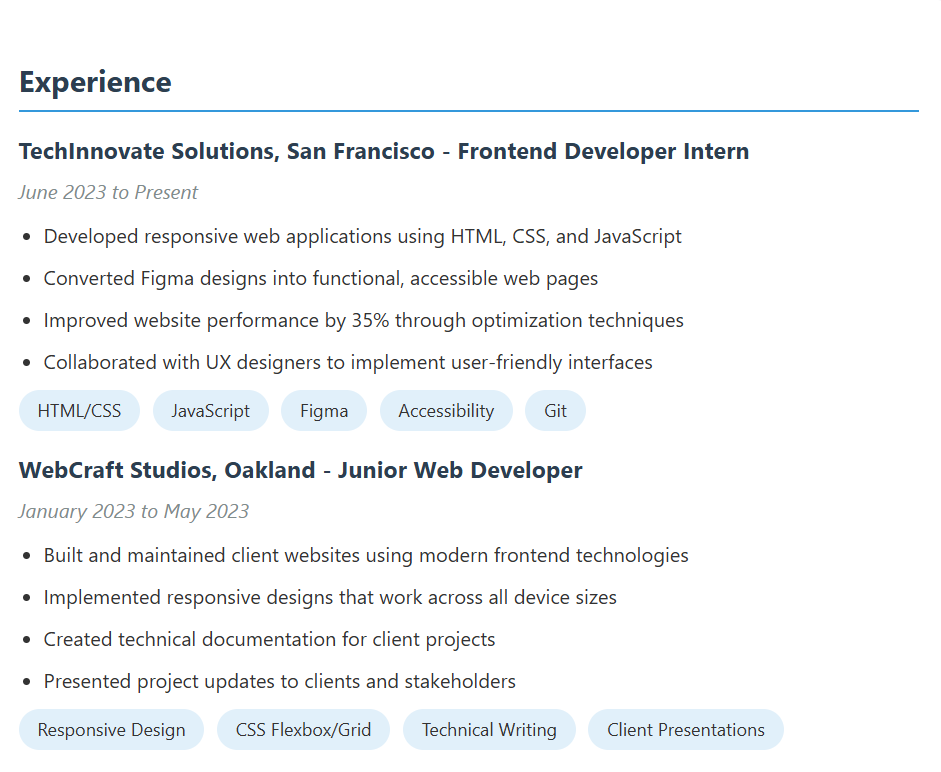 Experience
TechInnovate Solutions, San Francisco - Frontend Developer Intern
June 2023 to Present
• Developed responsive web applications using HTML, CSS, and JavaScript
• Converted Figma designs into functional, accessible web pages
• Improved website performance by 35% through optimization techniques
• Collaborated with UX designers to implement user-friendly interfaces
HTML/CSS JavaScript Figma Accessibility Git
WebCraft Studios, Oakland - Junior Web Developer
January 2023 to May 2023
• Built and maintained client websites using modern frontend technologies
• Implemented responsive designs that work across all device sizes
• Created technical documentation for client projects
• Presented project updates to clients and stakeholders
Responsive Design CSS Flexbox/Grid Technical Writing Client Presentations